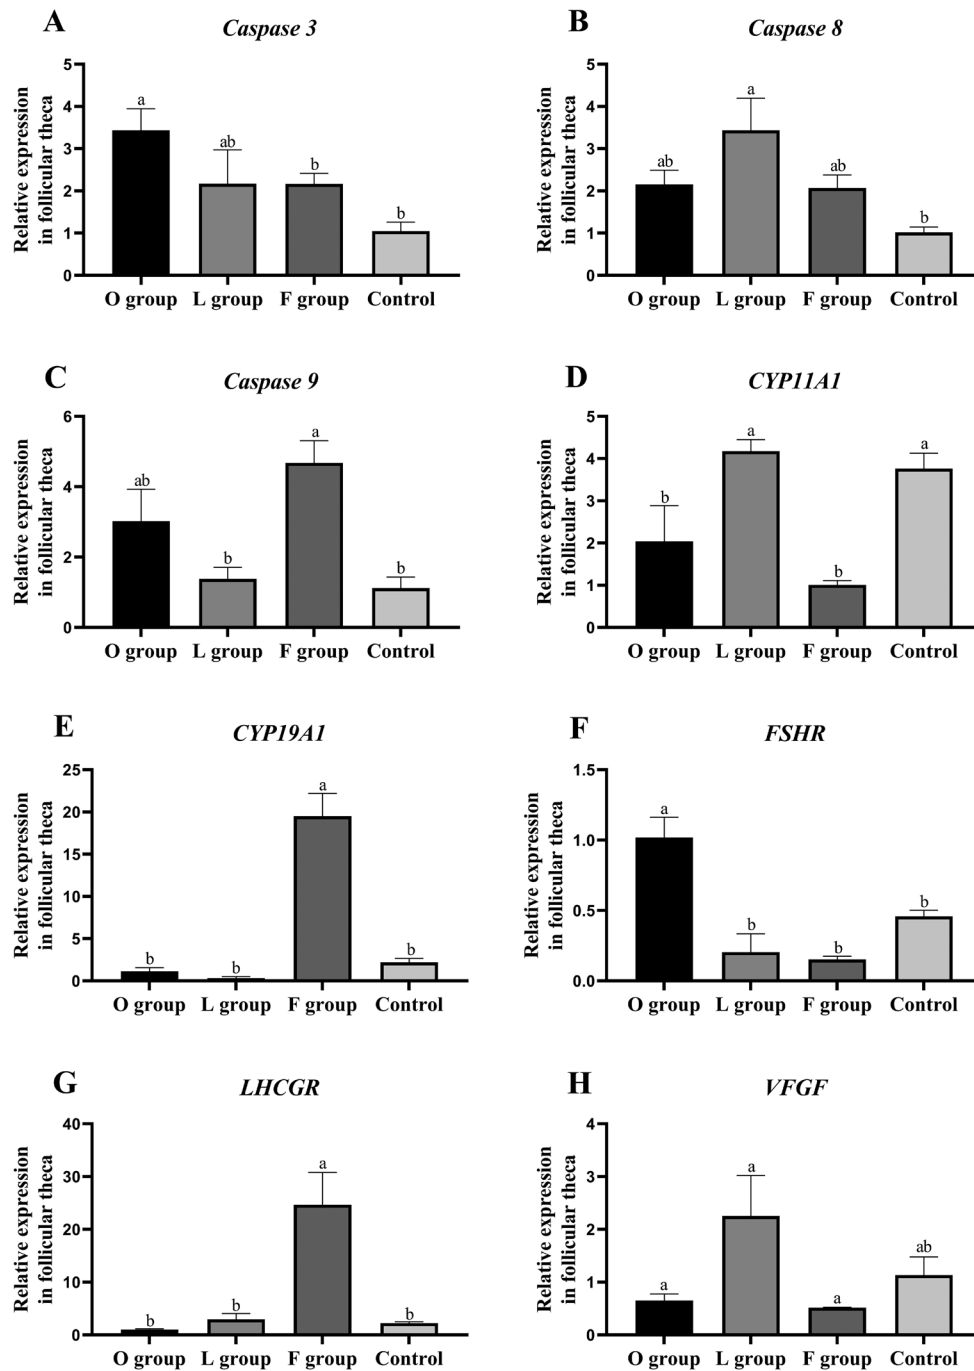 A
Caspase 3
Relative expression
in follicular theca
5
4
3
2
1
0
a
ab
b
b
O group L group F group Control
B
Caspase 8
Relative expression
in follicular theca
5
4
3
2
1
0
ab
a
ab
b
O group L group F group Control
C
Caspase 9
Relative expression
in follicular theca
6
4
2
0
ab
b
a
b
O group L group F group Control
D
CYP11A1
Relative expression
in follicular theca
5
4
3
2
1
0
b
a
b
a
O group L group F group Control
E
CYP19A1
Relative expression
in follicular theca
25
20
15
10
5
0
b
b
a
b
O group L group F group Control
F
FSHR
Relative expression
in follicular theca
1.5
1.0
0.5
0.0
a
b
b
b
O group L group F group Control
G
LHCGR
Relative expression
in follicular theca
40
30
20
10
0
b
b
a
b
O group L group F group Control
H
VFGF
Relative expression
in follicular theca
4
3
2
1
0
a
a
a
ab
O group L group F group Control